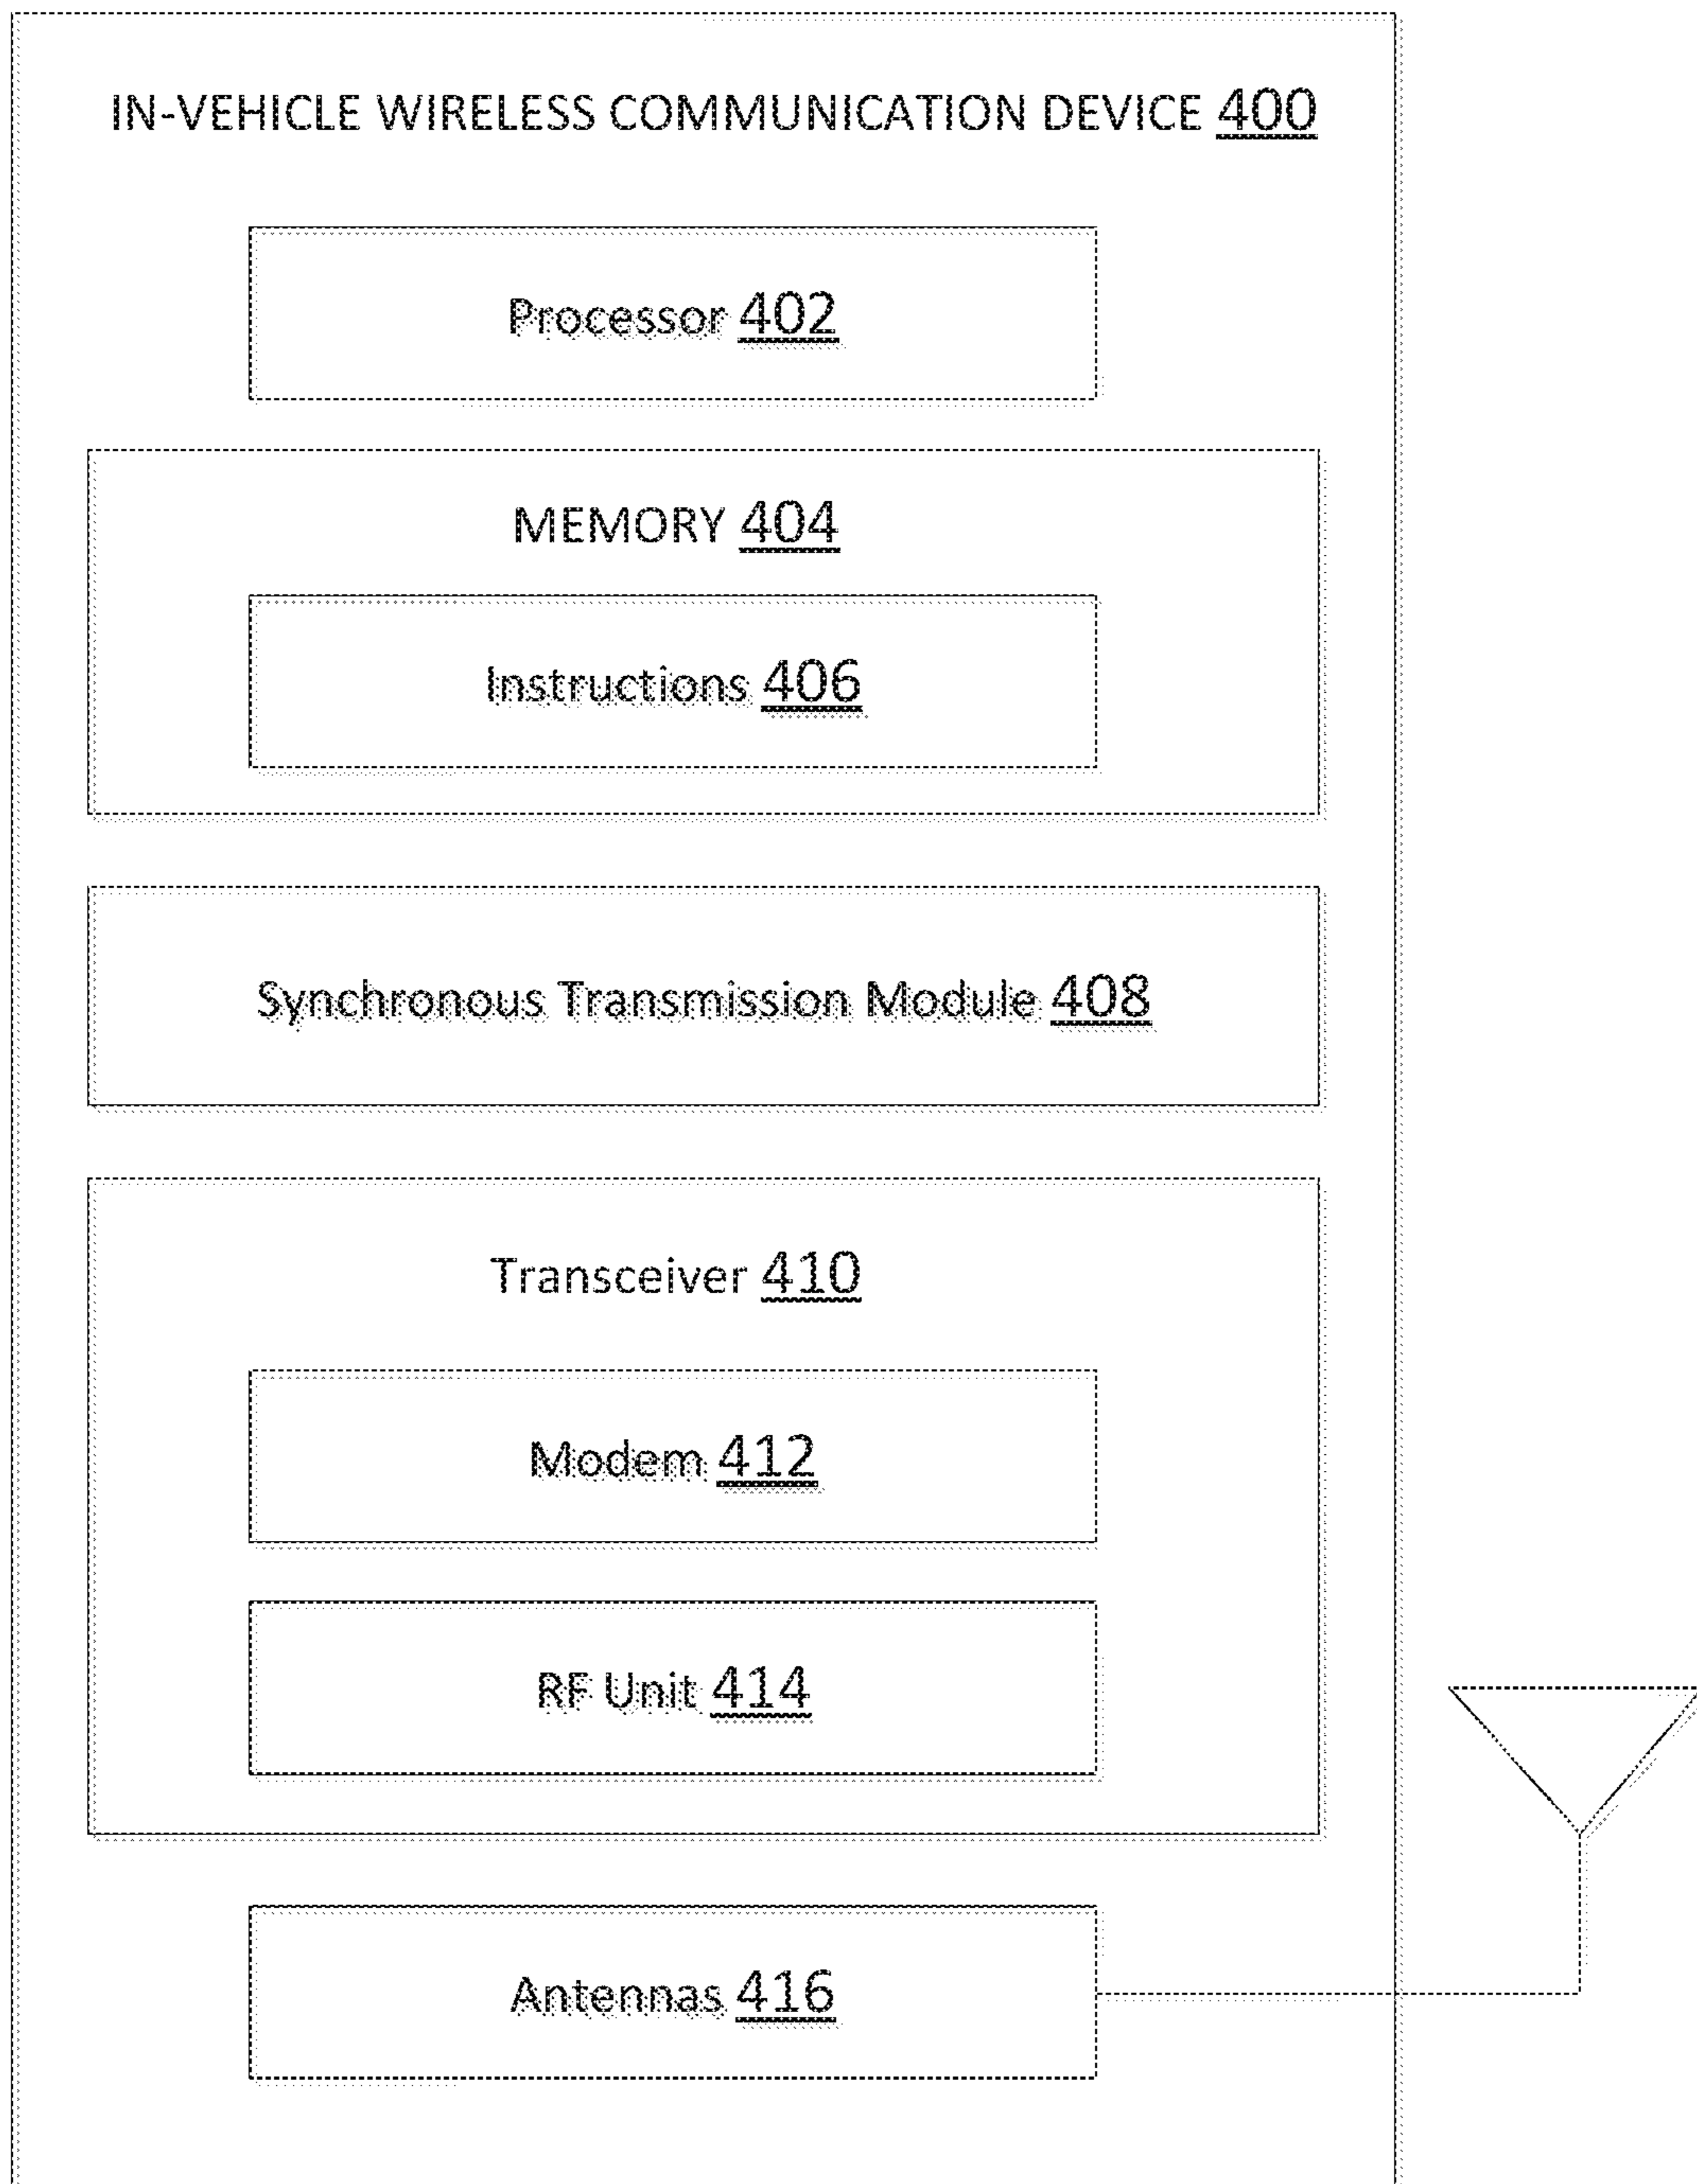 IN-VEHICLE WIRELESS COMMUNICATION DEVICE 400
Processor 402
MEMORY 404
Instructions 406
Synchronous Transmission Module 408
Transceiver 410
Modem 412
RF Unit 414
Antennas 416